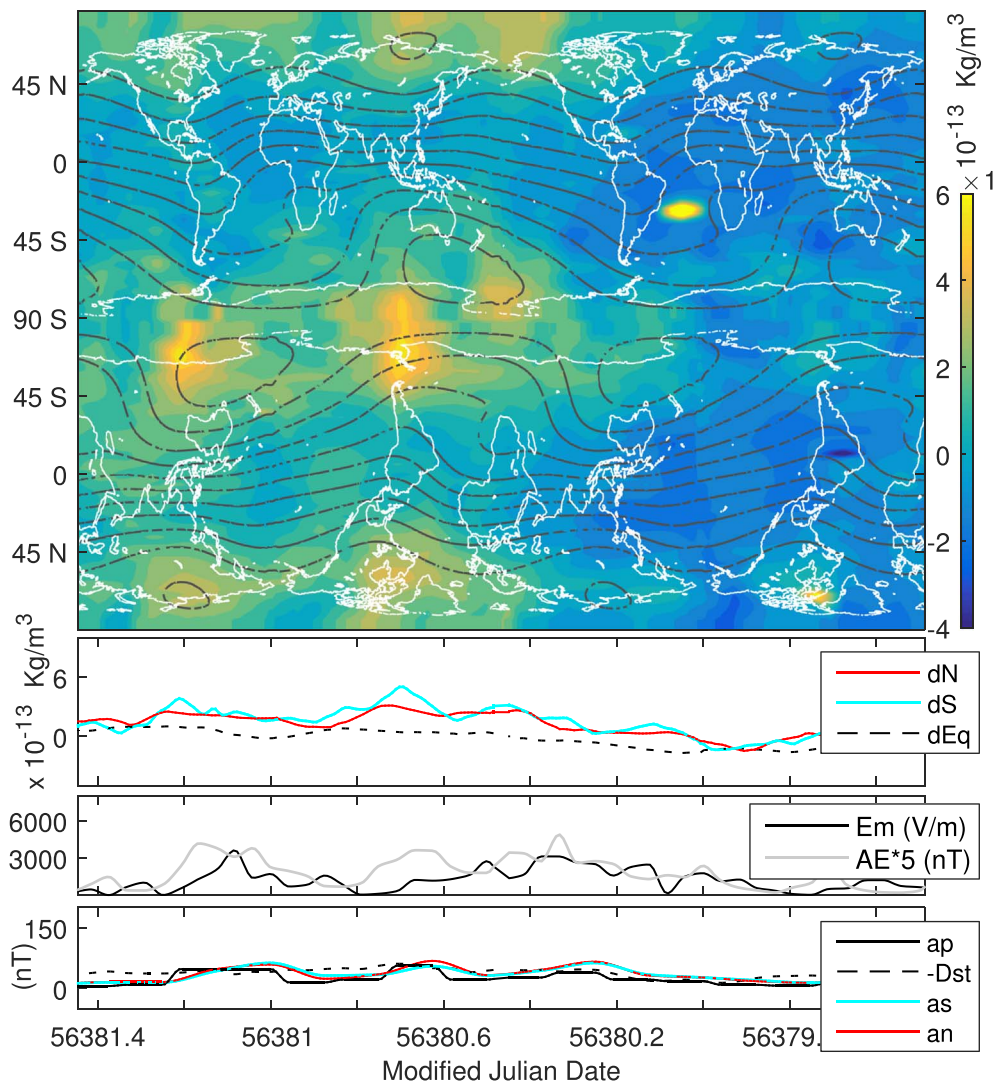 45 N
0
45 S
90 S
45 S
0
45 N
× 10⁻¹³ Kg/m³
×1
6
4
2
0
-2
-4
x 10⁻¹³ Kg/m³
6
0
dN
dS
dEq
6000
3000
Em (V/m)
AE*5 (nT)
(nT)
150
0
ap
-Dst
as
an
56381.4
56381
56380.6
56380.2
56379.
Modified Julian Date